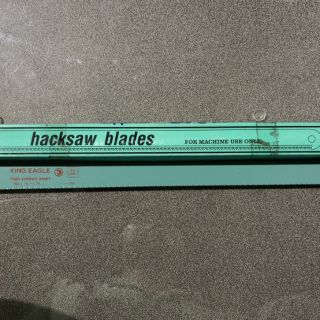 hacksaw blades
FOR MACHINE USE ONLY
KING EAGLE
high carbon steel